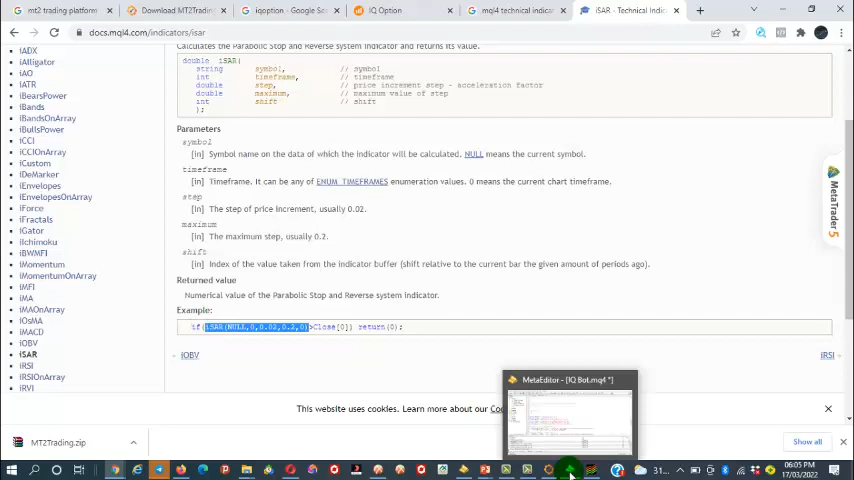 mt2 trading platform
Download MT2Trading
iqoption - Google Sea
IQ Option
mql4 technical indica
iSAR - Technical Indic
docs.mql4.com/indicators/isar
iADX
iAlligator
iAO
iATR
iBearsPower
iBands
iBandsOnArray
iBullsPower
iCCI
iCCIOnArray
iCustom
iDeMarker
iEnvelopes
iEnvelopesOnArray
iForce
iFractals
iGator
iIchimoku
iBWMFI
iMomentum
iMomentumOnArray
iMFI
iMA
iMAOnArray
iOsMA
iMACD
iOBV
iSAR
iRSI
iRSIOnArray
iRVI
Calculates the Parabolic Stop and Reverse system indicator and returns its value.
double iSAR(
string symbol, // symbol
int timeframe, // timeframe
double step, // price increment step - acceleration factor
double maximum, // maximum value of step
int shift // shift
);
Parameters
symbol
[in] Symbol name on the data of which the indicator will be calculated. NULL means the current symbol.
timeframe
[in] Timeframe. It can be any of ENUM_TIMEFRAMES enumeration values. 0 means the current chart timeframe.
step
[in] The step of price increment, usually 0.02.
maximum
[in] The maximum step, usually 0.2.
shift
[in] Index of the value taken from the indicator buffer (shift relative to the current bar the given amount of periods ago).
Returned value
Numerical value of the Parabolic Stop and Reverse system indicator.
Example:
if(iSAR(NULL,0,0.02,0.2,0)>Close[0]) return(0);
iOBV
iRSI
MetaTrader 5
MetaEditor - [IQ Bot.mq4 *]
This website uses cookies. Learn more about our Coo
MT2Trading.zip
Show all
31...
06:05 PM
17/03/2022